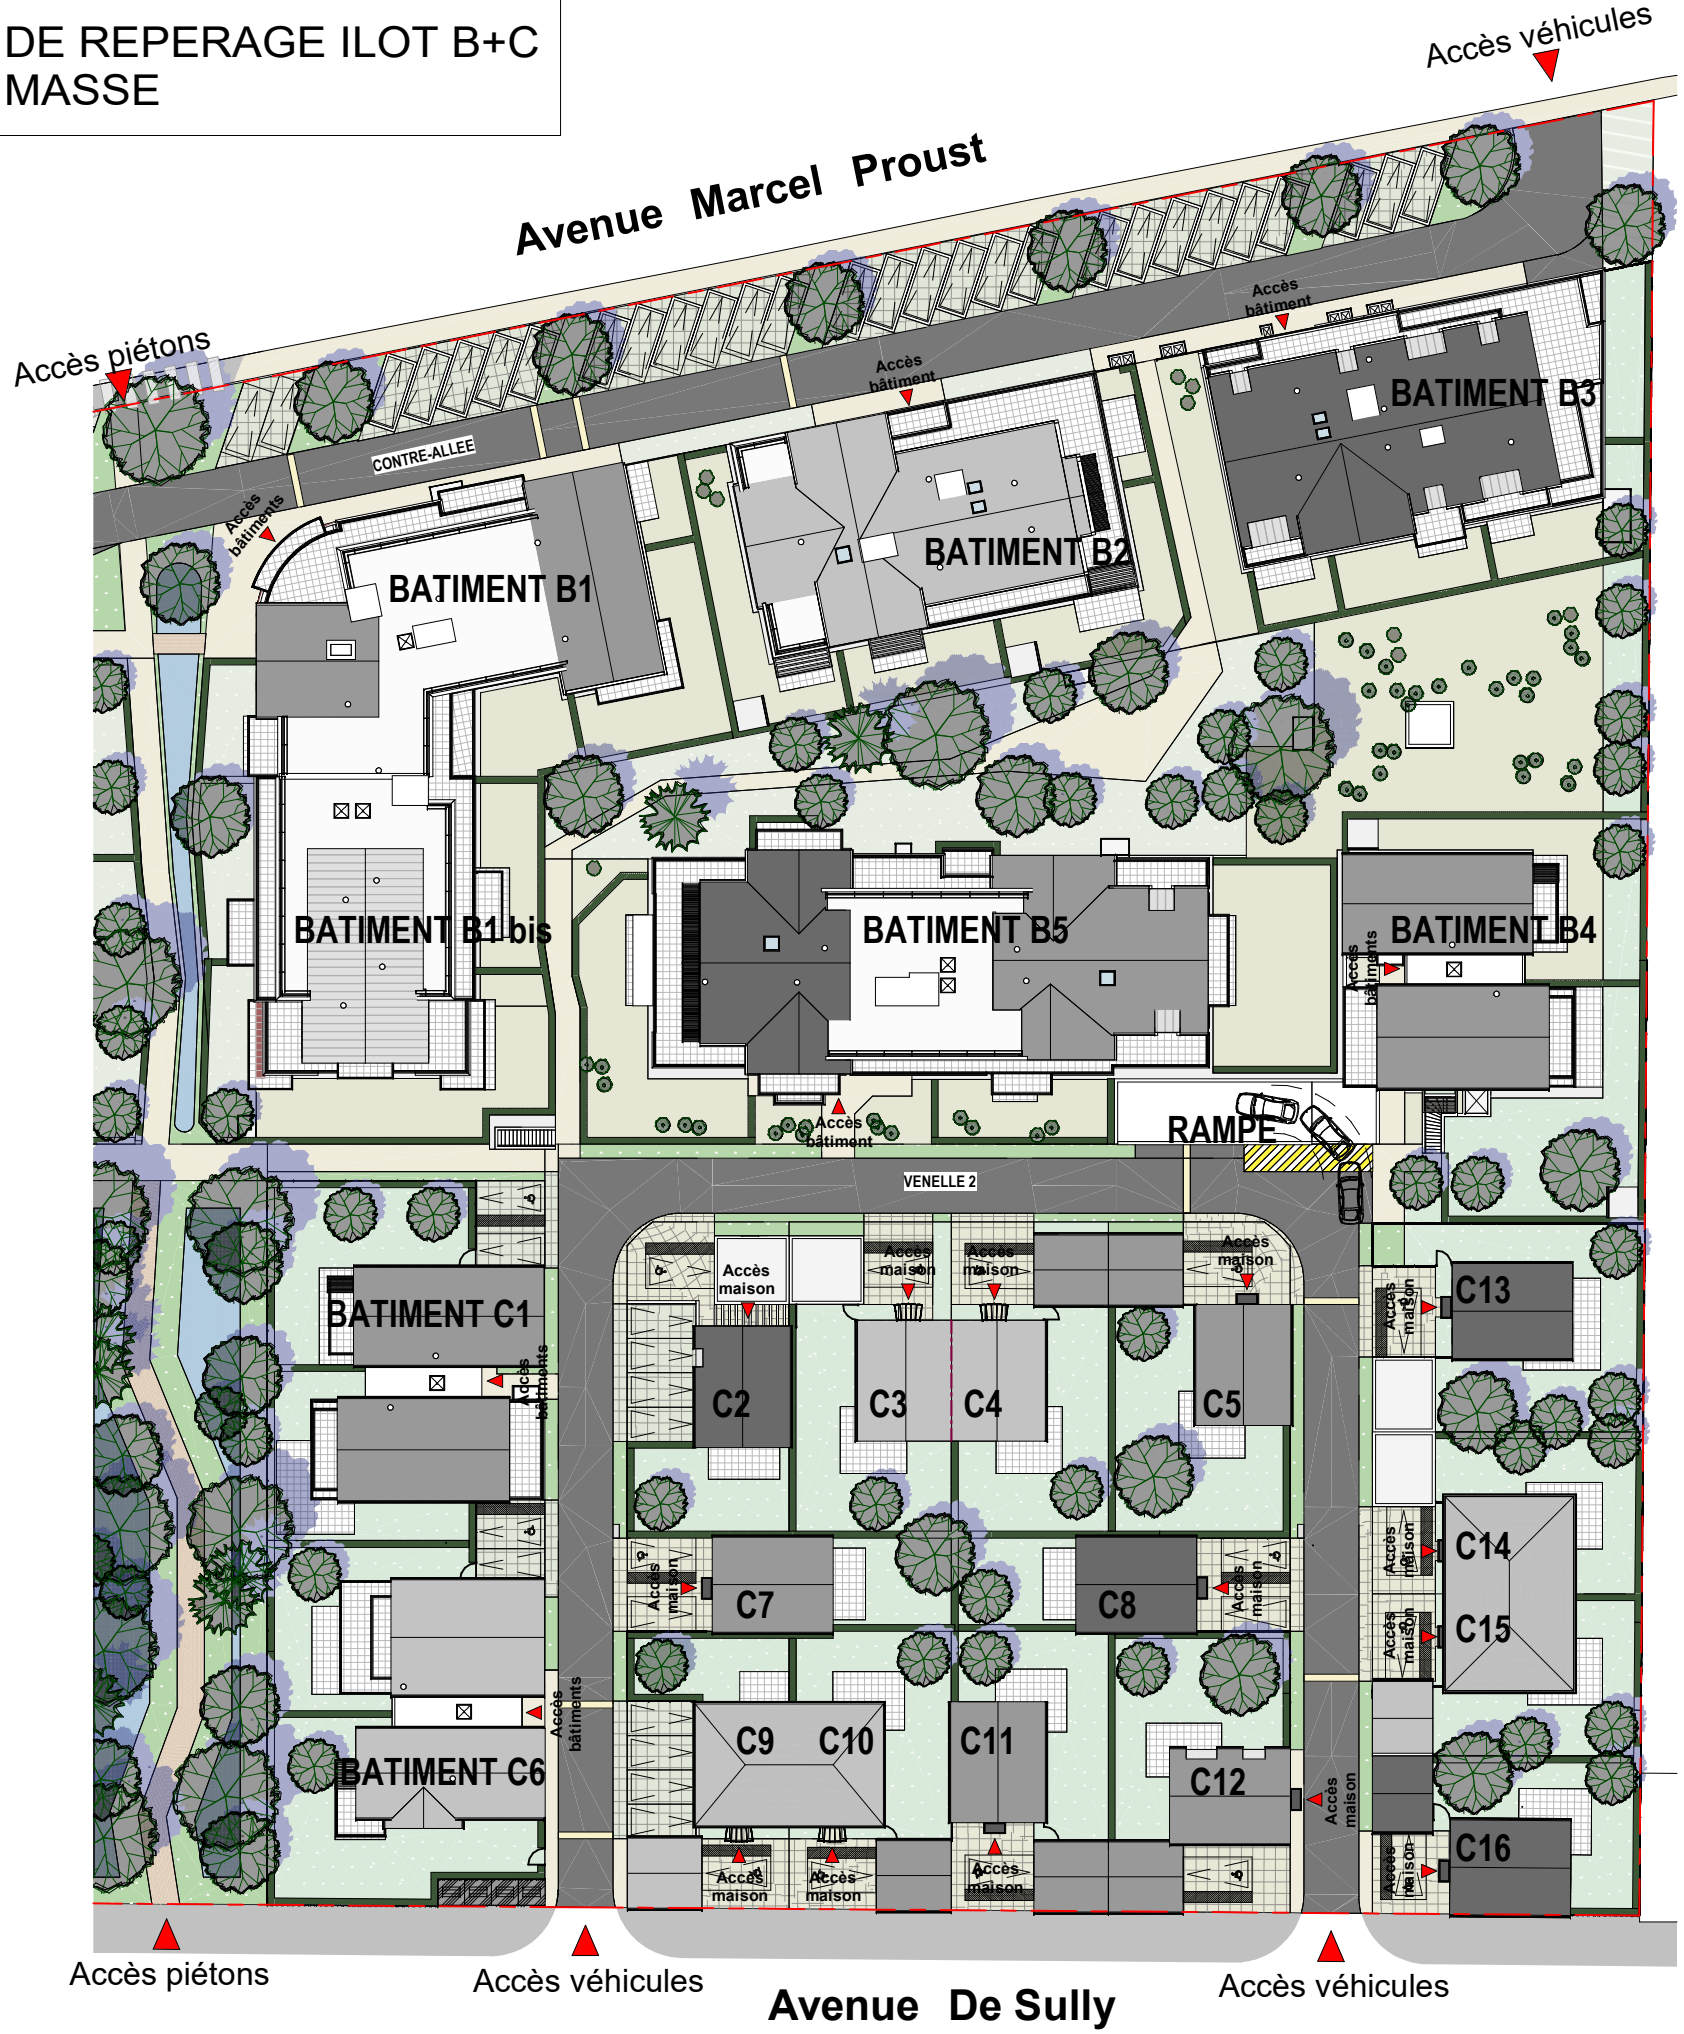 DE REPERAGE ILOT B+C
MASSE
Accès véhicules
Avenue Marcel Proust
Accès piétons
Accès
bâtiment
Accès
bâtiment
BATIMENT B3
CONTRE-ALLEE
Accès
bâtiments
BATIMENT B2
BATIMENT B1
BATIMENT B1 bis
BATIMENT B5
BATIMENT B4
Accès
bâtiments
Accès
bâtiment
RAMPE
VENELLE 2
Accès
maison
Accès
maison
Accès
maison
Accès
maison
BATIMENT C1
Accès
bâtiments
C2
C3
C4
C5
C13
Accès
maison
C14
Accès
maison
C7
Accès
maison
C8
Accès
maison
C15
Accès
maison
Accès
bâtiments
C9
C10
C11
C12
BATIMENT C6
Accès
maison
C16
Accès
maison
Accès
maison
Accès
maison
Accès
maison
Accès piétons
Accès véhicules
Accès véhicules
Avenue De Sully